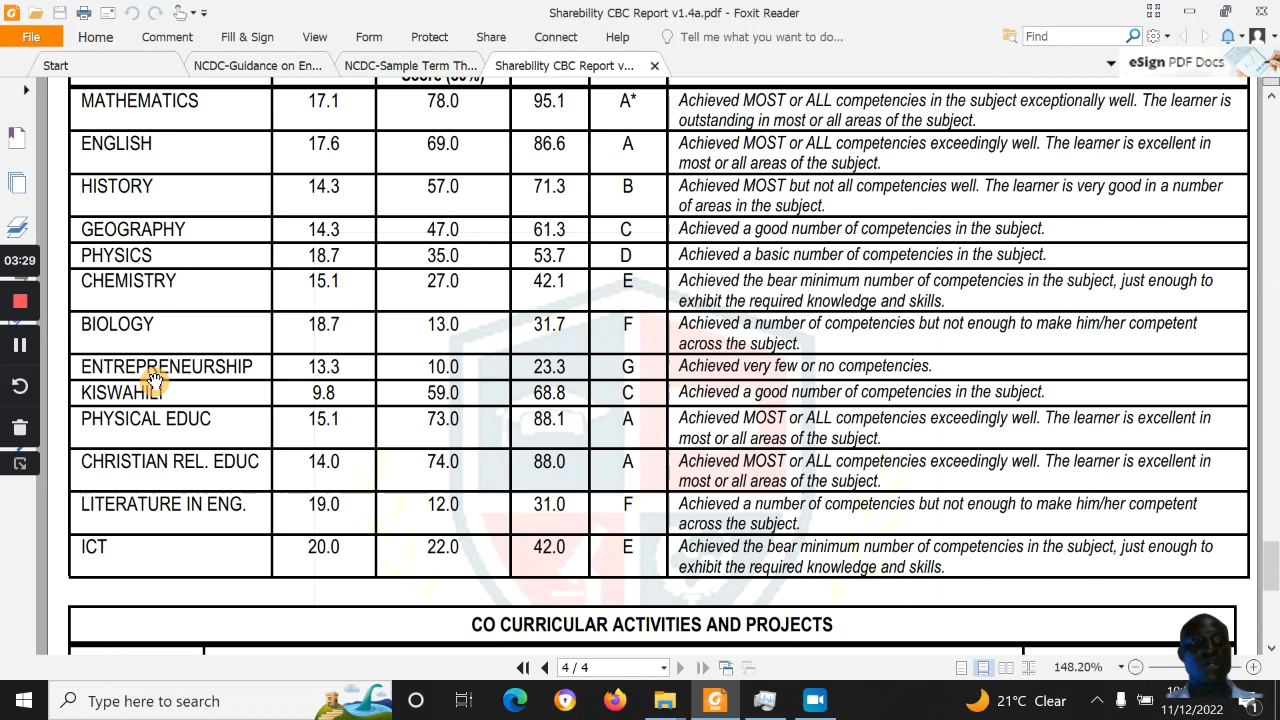 Sharebility CBC Report v1.4a.pdf - Foxit Reader
File Home Comment Fill & Sign View Form Protect Share Connect Help Tell me what you want to do... Find
Start NCDC-Guidance on En... NCDC-Sample Term Th... Sharebility CBC Report v... eSign PDF Docs
MATHEMATICS 17.1 78.0 95.1 A* Achieved MOST or ALL competencies in the subject exceptionally well. The learner is
outstanding in most or all areas of the subject.
ENGLISH 17.6 69.0 86.6 A Achieved MOST or ALL competencies exceedingly well. The learner is excellent in
most or all areas of the subject.
HISTORY 14.3 57.0 71.3 B Achieved MOST but not all competencies well. The learner is very good in a number
of areas in the subject.
GEOGRAPHY 14.3 47.0 61.3 C Achieved a good number of competencies in the subject.
PHYSICS 18.7 35.0 53.7 D Achieved a basic number of competencies in the subject.
CHEMISTRY 15.1 27.0 42.1 E Achieved the bear minimum number of competencies in the subject, just enough to
exhibit the required knowledge and skills.
BIOLOGY 18.7 13.0 31.7 F Achieved a number of competencies but not enough to make him/her competent
across the subject.
ENTREPRENEURSHIP 13.3 10.0 23.3 G Achieved very few or no competencies.
KISWAHILI 9.8 59.0 68.8 C Achieved a good number of competencies in the subject.
PHYSICAL EDUC 15.1 73.0 88.1 A Achieved MOST or ALL competencies exceedingly well. The learner is excellent in
most or all areas of the subject.
CHRISTIAN REL. EDUC 14.0 74.0 88.0 A Achieved MOST or ALL competencies exceedingly well. The learner is excellent in
most or all areas of the subject.
LITERATURE IN ENG. 19.0 12.0 31.0 F Achieved a number of competencies but not enough to make him/her competent
across the subject.
ICT 20.0 22.0 42.0 E Achieved the bear minimum number of competencies in the subject, just enough to
exhibit the required knowledge and skills.
CO CURRICULAR ACTIVITIES AND PROJECTS
03:29
4 / 4 148.20%
Type here to search 21°C Clear
11/12/2022